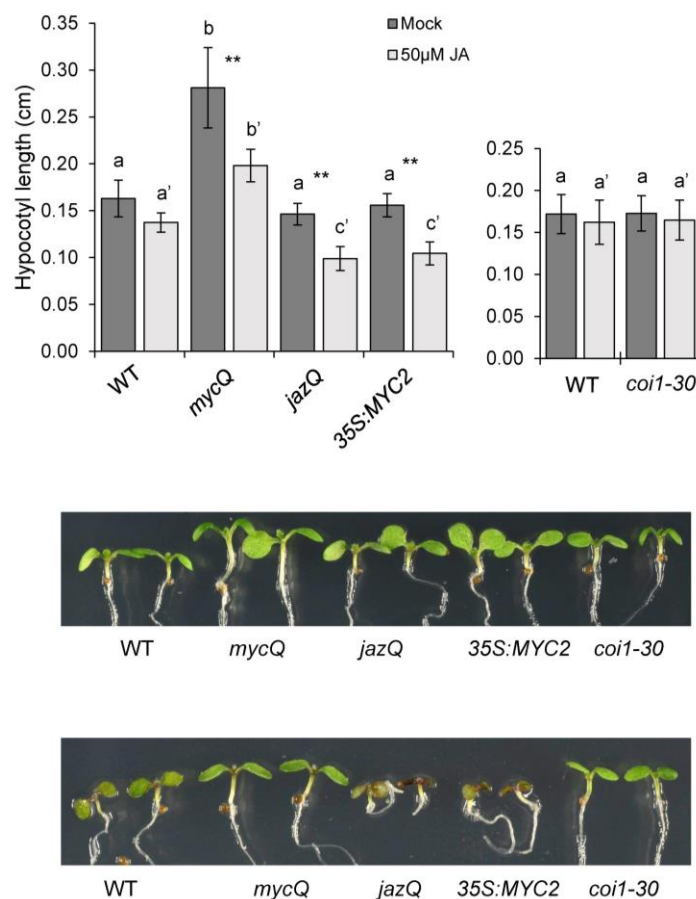 Hypocotyl length (cm)
0.35
0.30
0.25
0.20
0.15
0.10
0.05
0.00
Mock
50µM JA
a
a’
b
**
b’
a
**
c’
a
**
c’
WT
mycQ
jazQ
35S:MYC2
0.25
0.20
0.15
0.10
0.05
0.00
a
a’
a
a’
WT
coi1-30
WT
mycQ
jazQ
35S:MYC2
coi1-30
WT
mycQ
jazQ
35S:MYC2
coi1-30